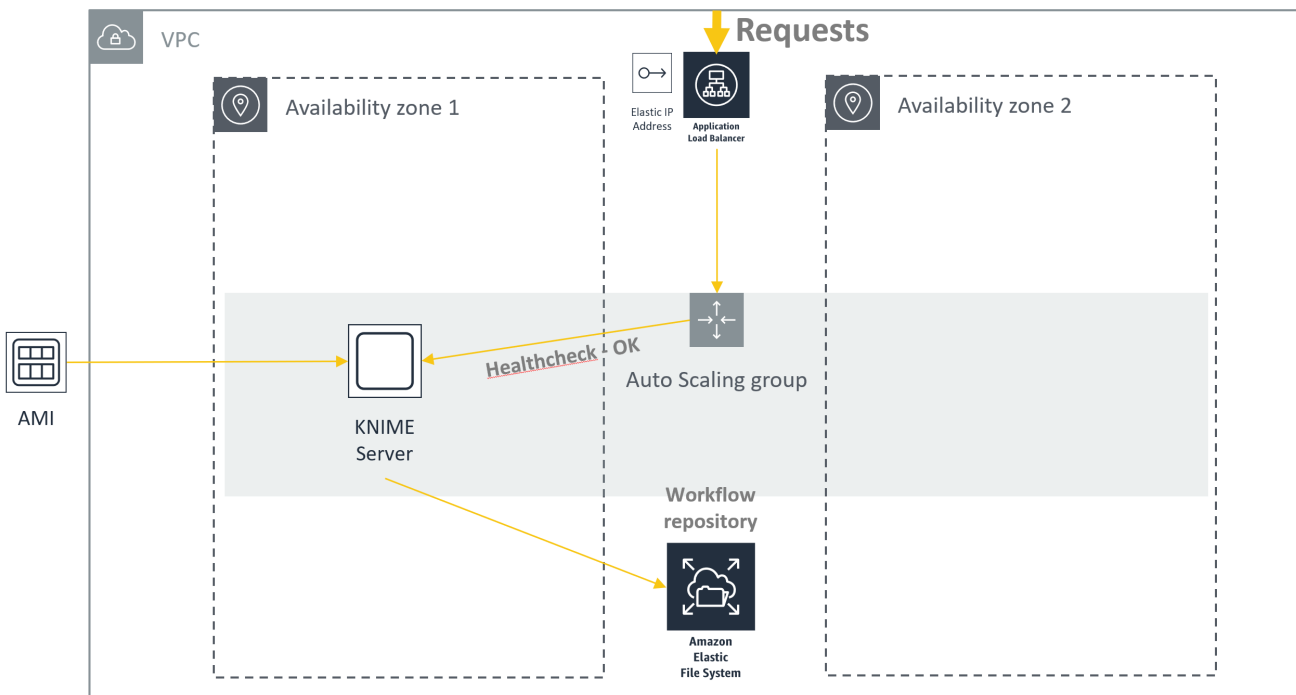 Requests
VPC
Availability zone 1
Elastic IP
Address
Application
Load Balancer
Availability zone 2
Healthcheck - OK
Auto Scaling group
AMI
KNIME
Server
Workflow
repository
Amazon
Elastic
File System